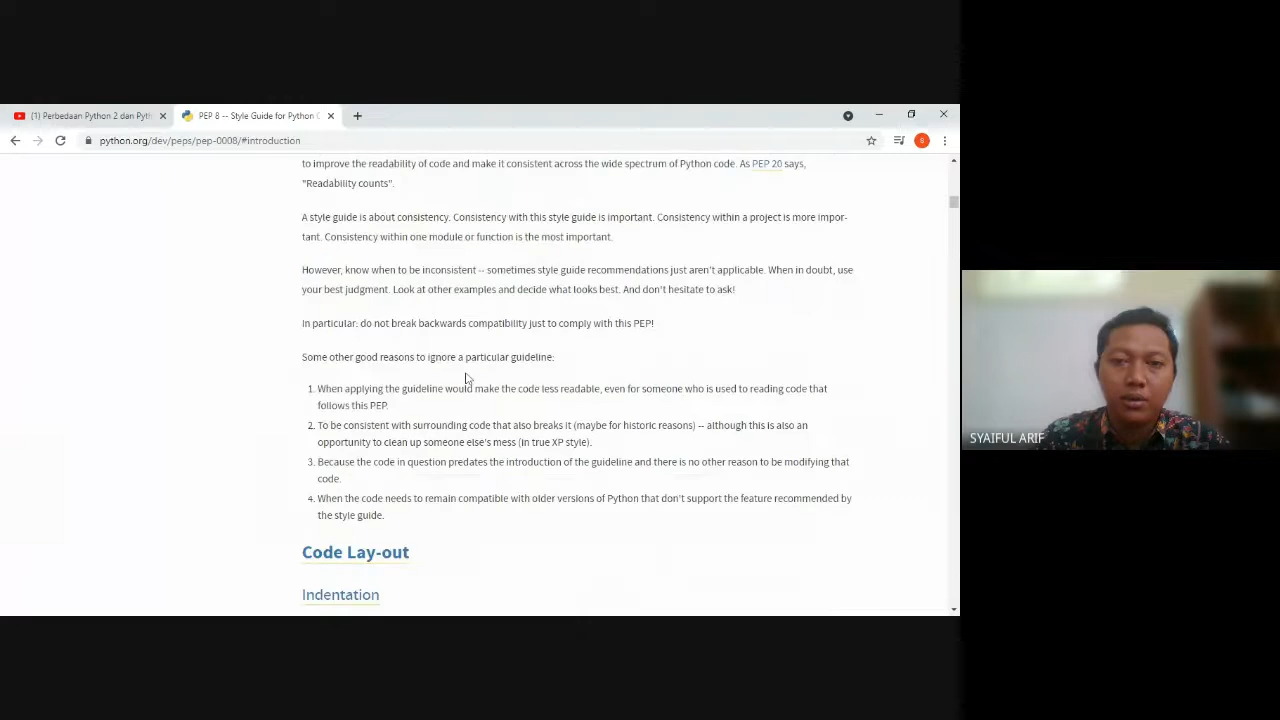 (1) Perbedaan Python 2 dan Pyth
PEP 8 -- Style Guide for Python C
python.org/dev/peps/pep-0008/#introduction
to improve the readability of code and make it consistent across the wide spectrum of Python code. As PEP 20 says,
"Readability counts".
A style guide is about consistency. Consistency with this style guide is important. Consistency within a project is more impor-
tant. Consistency within one module or function is the most important.
However, know when to be inconsistent -- sometimes style guide recommendations just aren't applicable. When in doubt, use
your best judgment. Look at other examples and decide what looks best. And don't hesitate to ask!
In particular: do not break backwards compatibility just to comply with this PEP!
Some other good reasons to ignore a particular guideline:
1. When applying the guideline would make the code less readable, even for someone who is used to reading code that
follows this PEP.
2. To be consistent with surrounding code that also breaks it (maybe for historic reasons) -- although this is also an
opportunity to clean up someone else's mess (in true XP style).
3. Because the code in question predates the introduction of the guideline and there is no other reason to be modifying that
code.
4. When the code needs to remain compatible with older versions of Python that don't support the feature recommended by
the style guide.
Code Lay-out
Indentation
SYAIFUL ARIF